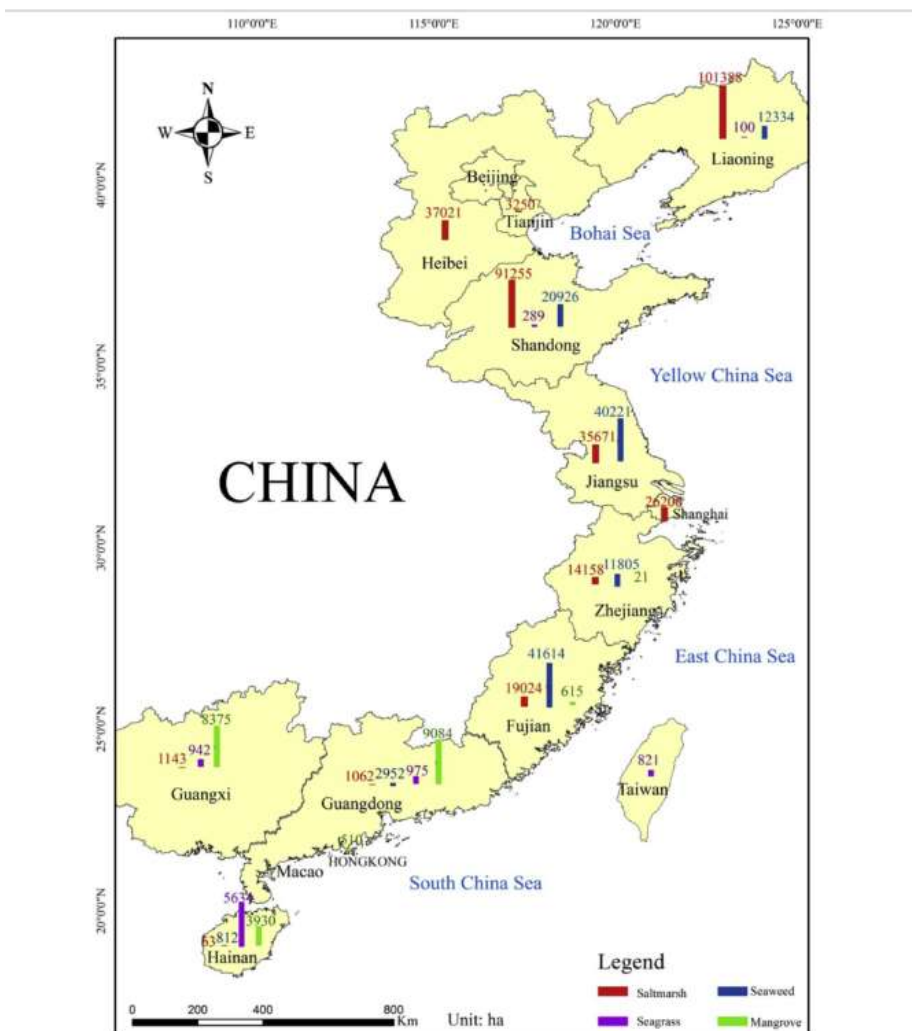 110°0'0"E 115°0'0"E 120°0'0"E 125°0'0"E
N
W E
S
40°0'0"N
35°0'0"N
30°0'0"N
25°0'0"N
20°0'0"N
101388
100 12334
Liaoning
Beijing
3250
Tianjin
37021
Heibei
Bohai Sea
91255
20926
289
Shandong
Yellow China Sea
40221
35671
Jiangsu
CHINA
Shanghai
14158 11805 21
Zhejiang
East China Sea
41614
19024 615
Fujian
8375
942
1143
Guangxi
9084
1062 2952 975
Guangdong
821
Taiwan
510
HONGKONG
Macao
South China Sea
3930
63 812
Hainan
Legend
Saltmarsh Seaweed
Seagrass Mangrove
0 200 400 800
Km
Unit: ha